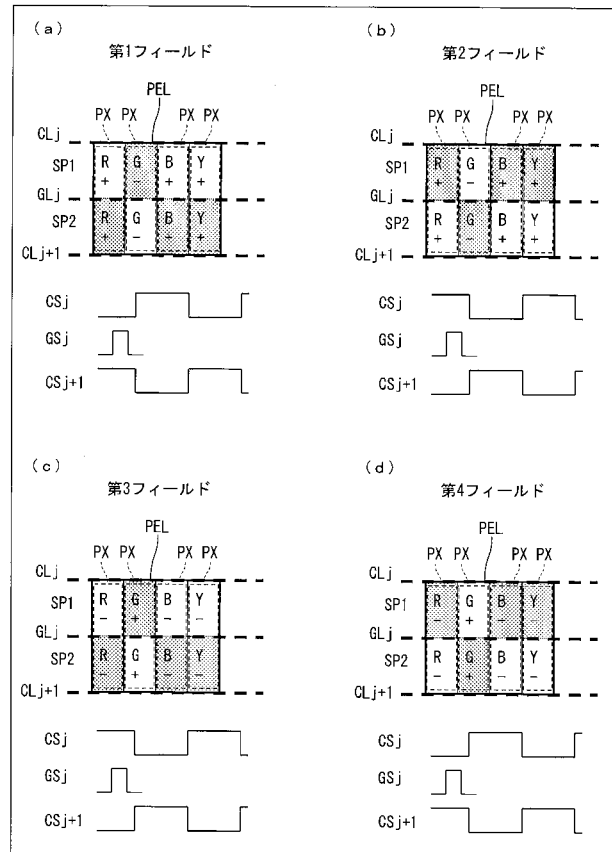 (a)
第1フィールド
PEL
PX PX PX PX
CLj
SP1 R G B Y
+ - + +
GLj
SP2 R G B Y
+ - + +
CLj+1
CSj
GSj
CSj+1
(b)
第2フィールド
PEL
PX PX PX PX
CLj
SP1 R G B Y
+ - + +
GLj
SP2 R G B Y
+ - + +
CLj+1
CSj
GSj
CSj+1
(c)
第3フィールド
PEL
PX PX PX PX
CLj
SP1 R G B Y
- + - -
GLj
SP2 R G B Y
- + - -
CLj+1
CSj
GSj
CSj+1
(d)
第4フィールド
PEL
PX PX PX PX
CLj
SP1 R G B Y
- + - -
GLj
SP2 R G B Y
- + - -
CLj+1
CSj
GSj
CSj+1